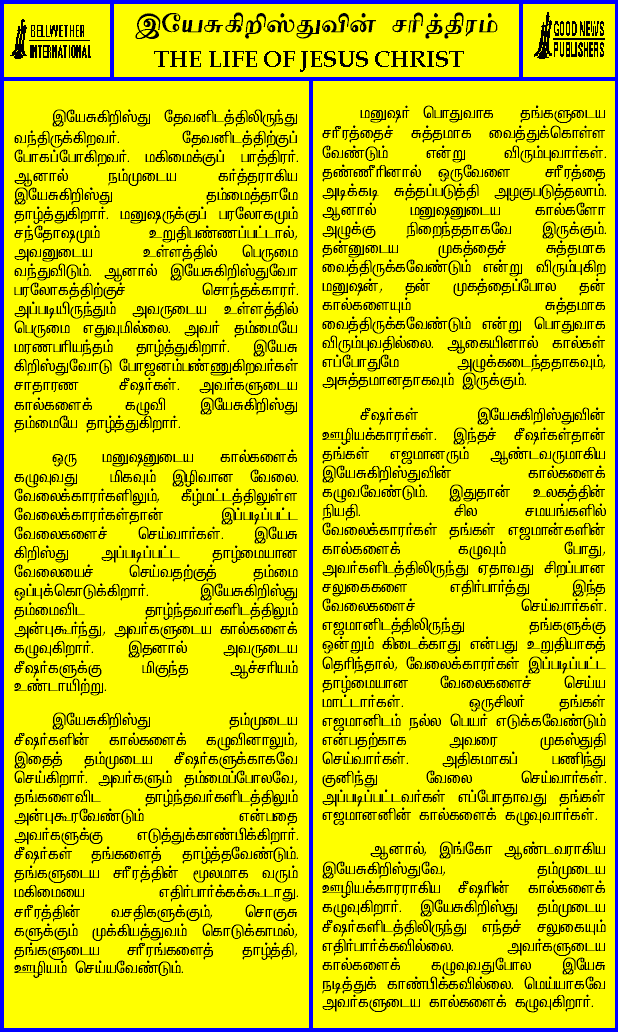 BELLWETHER
INTERNATIONAL
இயேசுகிறிஸ்துவின் சரித்திரம்
THE LIFE OF JESUS CHRIST
GOOD NEWS
PUBLISHERS
இயேசுகிறிஸ்து தேவனிடத்திலிருந்து
வந்திருக்கிறவர். தேவனிடத்திற்குப்
போகப்போகிறவர். மகிமைக்குப் பாத்திரர்.
ஆனால் நம்முடைய கர்த்தராகிய
இயேசுகிறிஸ்து தம்மைத்தாமே
தாழ்த்துகிறார். மனுஷருக்குப் பரலோகமும்
சந்தோஷமும் உறுதிபண்ணப்பட்டால்,
அவனுடைய உள்ளத்தில் பெருமை
வந்துவிடும். ஆனால் இயேசுகிறிஸ்துவோ
பரலோகத்திற்குச் சொந்தக்காரர்.
அப்படியிருந்தும் அவருடைய உள்ளத்தில்
பெருமை எதுவுமில்லை. அவர் தம்மையே
மரணபரியந்தம் தாழ்த்துகிறார். இயேசு
கிறிஸ்துவோடு போஜனம்பண்ணுகிறவர்கள்
சாதாரண சீஷர்கள். அவர்களுடைய
கால்களைக் கழுவி இயேசுகிறிஸ்து
தம்மையே தாழ்த்துகிறார்.
ஒரு மனுஷனுடைய கால்களைக்
கழுவுவது மிகவும் இழிவான வேலை.
வேலைக்காரர்களிலும், கீழ்மட்டத்திலுள்ள
வேலைக்காரர்கள்தான் இப்படிப்பட்ட
வேலைகளைச் செய்வார்கள். இயேசு
கிறிஸ்து அப்படிப்பட்ட தாழ்மையான
வேலையைச் செய்வதற்குத் தம்மை
ஒப்புக்கொடுக்கிறார். இயேசுகிறிஸ்து
தம்மைவிட தாழ்ந்தவர்களிடத்திலும்
அன்புகூர்ந்து, அவர்களுடைய கால்களைக்
கழுவுகிறார். இதனால் அவருடைய
சீஷர்களுக்கு மிகுந்த ஆச்சரியம்
உண்டாயிற்று.
இயேசுகிறிஸ்து தம்முடைய
சீஷர்களின் கால்களைக் கழுவினாலும்,
இதைத் தம்முடைய சீஷர்களுக்காகவே
செய்கிறார். அவர்களும் தம்மைப்போலவே,
தங்களைவிட தாழ்ந்தவர்களிடத்திலும்
அன்புகூரவேண்டும் என்பதை
அவர்களுக்கு எடுத்துக்காண்பிக்கிறார்.
சீஷர்கள் தங்களைத் தாழ்த்தவேண்டும்.
தங்களுடைய சரீரத்தின் மூலமாக வரும்
மகிமையை எதிர்பார்க்கக்கூடாது.
சரீரத்தின் வசதிகளுக்கும், சொகுசு
களுக்கும் முக்கியத்துவம் கொடுக்காமல்,
தங்களுடைய சரீரங்களைத் தாழ்த்தி,
ஊழியம் செய்யவேண்டும்.
மனுஷர் பொதுவாக தங்களுடைய
சரீரத்தைச் சுத்தமாக வைத்துக்கொள்ள
வேண்டும் என்று விரும்புவார்கள்.
தண்ணீரினால் ஒருவேளை சரீரத்தை
அடிக்கடி சுத்தப்படுத்தி அழகுபடுத்தலாம்.
ஆனால் மனுஷனுடைய கால்களோ
அழுக்கு நிறைந்ததாகவே இருக்கும்.
தன்னுடைய முகத்தைச் சுத்தமாக
வைத்திருக்கவேண்டும் என்று விரும்புகிற
மனுஷன், தன் முகத்தைப்போல தன்
கால்களையும் சுத்தமாக
வைத்திருக்கவேண்டும் என்று பொதுவாக
விரும்புவதில்லை. ஆகையினால் கால்கள்
எப்போதுமே அழுக்கடைந்ததாகவும்,
அசுத்தமானதாகவும் இருக்கும்.
சீஷர்கள் இயேசுகிறிஸ்துவின்
ஊழியக்காரர்கள். இந்தச் சீஷர்கள்தான்
தங்கள் எஜமானரும் ஆண்டவருமாகிய
இயேசுகிறிஸ்துவின் கால்களைக்
கழுவவேண்டும். இதுதான் உலகத்தின்
நியதி. சில சமயங்களில்
வேலைக்காரர்கள் தங்கள் எஜமான்களின்
கால்களைக் கழுவும் போது,
அவர்களிடத்திலிருந்து ஏதாவது சிறப்பான
சலுகைகளை எதிர்பார்த்து இந்த
வேலைகளைச் செய்வார்கள்.
எஜமானிடத்திலிருந்து தங்களுக்கு
ஒன்றும் கிடைக்காது என்பது உறுதியாகத்
தெரிந்தால், வேலைக்காரர்கள் இப்படிப்பட்ட
தாழ்மையான வேலைகளைச் செய்ய
மாட்டார்கள். ஒருசிலர் தங்கள்
எஜமானிடம் நல்ல பெயர் எடுக்கவேண்டும்
என்பதற்காக அவரை முகஸ்துதி
செய்வார்கள். அதிகமாகப் பணிந்து
குனிந்து வேலை செய்வார்கள்.
அப்படிப்பட்டவர்கள் எப்போதாவது தங்கள்
எஜமானனின் கால்களைக் கழுவுவார்கள்.
ஆனால், இங்கோ ஆண்டவராகிய
இயேசுகிறிஸ்துவே, தம்முடைய
ஊழியக்காரராகிய சீஷரின் கால்களைக்
கழுவுகிறார். இயேசுகிறிஸ்து தம்முடைய
சீஷர்களிடத்திலிருந்து எந்தச் சலுகையும்
எதிர்பார்க்கவில்லை. அவர்களுடைய
கால்களைக் கழுவுவதுபோல இயேசு
நடித்துக் காண்பிக்கவில்லை. மெய்யாகவே
அவர்களுடைய கால்களைக் கழுவுகிறார்.